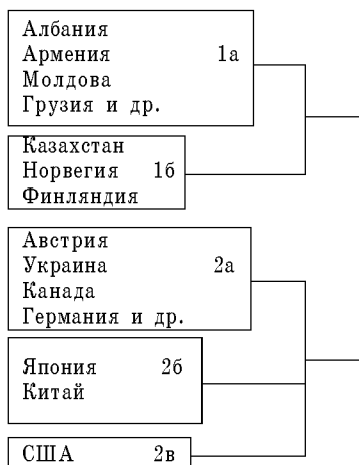 Албания
Армения 1а
Молдова
Грузия и др.
Казахстан
Норвегия 1б
Финляндия
Австрия
Украина 2а
Канада
Германия и др.
Япония 2б
Китай
США 2в